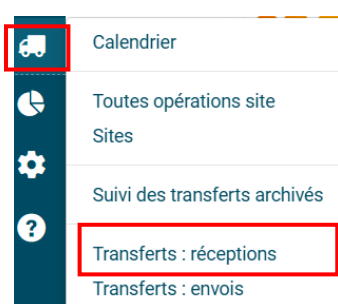 Calendrier
Toutes opérations site
Sites
Suivi des transferts archivés
?
Transferts : réceptions
Transferts : envois